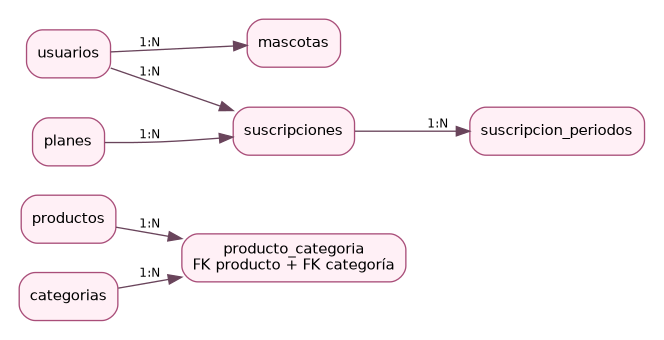 usuarios
1:N
mascotas
1:N
suscripciones
planes
1:N
1:N
suscripcion_periodos
productos
1:N
producto_categoria
FK producto + FK categoría
categorias
1:N